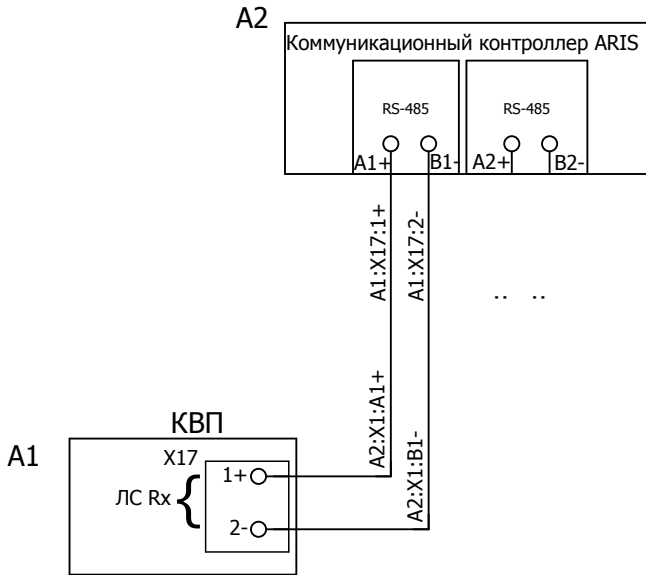 A2
Коммуникационный контроллер ARIS
RS-485
RS-485
A1+
B1-
A2+
B2-
A1:X17:1+
A1:X17:2-
.. ..
A2:X1:A1+
A2:X1:B1-
КВП
A1
X17
1+
ЛС Rx
2-